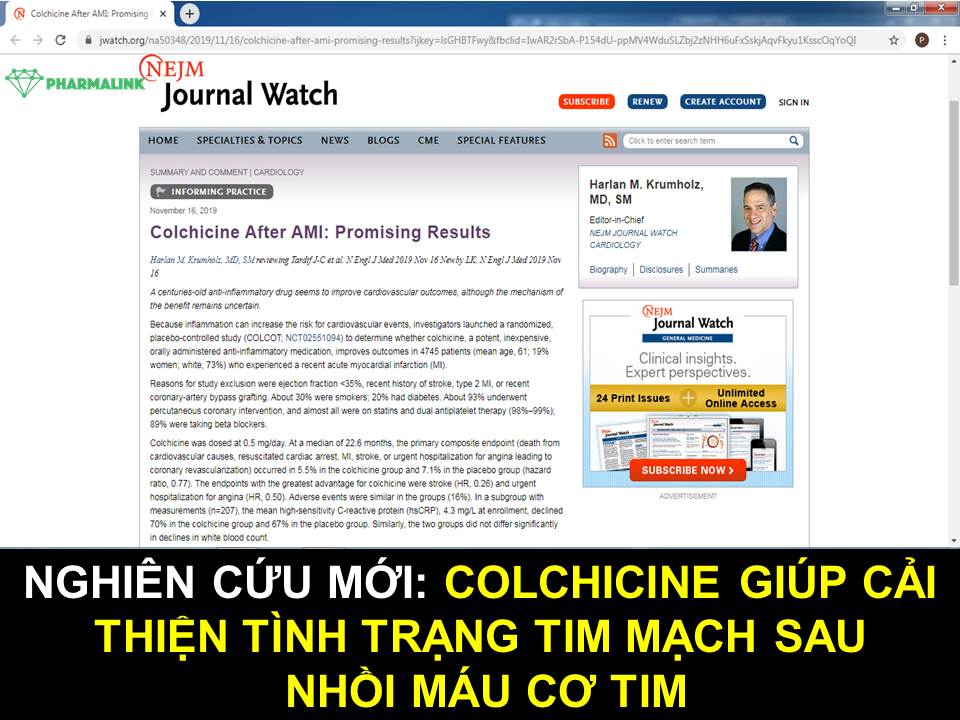 Colchicine After AMI: Promising
jwatch.org/na50348/2019/11/16/colchicine-after-ami-promising-results?ijkey=
P
PHARMALINK
NEJM
Journal Watch
SUBSCRIBE RENEW CREATE ACCOUNT SIGN IN
HOME SPECIALTIES & TOPICS NEWS BLOGS CME SPECIAL FEATURES
Click to enter search term
SUMMARY AND COMMENT | CARDIOLOGY
INFORMING PRACTICE
November 16, 2019
Colchicine After AMI: Promising Results
Harlan M. Krumholz, MD, SM reviewing Tardif J-C et al. N Engl J Med 2019 Nov 16 Newby LK. N Engl J Med 2019 Nov
16
A centuries-old anti-inflammatory drug seems to improve cardiovascular outcomes, although the mechanism of
the benefit remains uncertain.
Because inflammation can increase the risk for cardiovascular events, investigators launched a randomized,
placebo-controlled study (COLCOT; NCT02551094) to determine whether colchicine, a potent, inexpensive,
orally administered anti-inflammatory medication, improves outcomes in 4745 patients (mean age, 61; 19%
women; white, 73%) who experienced a recent acute myocardial infarction (MI).
Reasons for study exclusion were ejection fraction <35%, recent history of stroke, type 2 MI, or recent
coronary-artery bypass grafting. About 30% were smokers; 20% had diabetes. About 93% underwent
percutaneous coronary intervention, and almost all were on statins and dual antiplatelet therapy (98%–99%);
89% were taking beta blockers.
Colchicine was dosed at 0.5 mg/day. At a median of 22.6 months, the primary composite endpoint (death from
cardiovascular causes, resuscitated cardiac arrest, MI, stroke, or urgent hospitalization for angina leading to
coronary revascularization) occurred in 5.5% in the colchicine group and 7.1% in the placebo group (hazard
ratio, 0.77). The endpoints with the greatest advantage for colchicine were stroke (HR, 0.26) and urgent
hospitalization for angina (HR, 0.50). Adverse events were similar in the groups (16%). In a subgroup with
measurements (n=207), the mean high-sensitivity C-reactive protein (hsCRP), 4.3 mg/L at enrollment, declined
70% in the colchicine group and 67% in the placebo group. Similarly, the two groups did not differ significantly
in declines in white blood count.
Harlan M. Krumholz,
MD, SM
Editor-in-Chief
NEJM JOURNAL WATCH
CARDIOLOGY
Biography | Disclosures | Summaries
NEJM
Journal Watch
GENERAL MEDICINE
Clinical insights.
Expert perspectives.
24 Print Issues + Unlimited
Online Access
SUBSCRIBE NOW >
ADVERTISEMENT
NGHIÊN CỨU MỚI: COLCHICINE GIÚP CẢI
THIỆN TÌNH TRẠNG TIM MẠCH SAU
NHỒI MÁU CƠ TIM